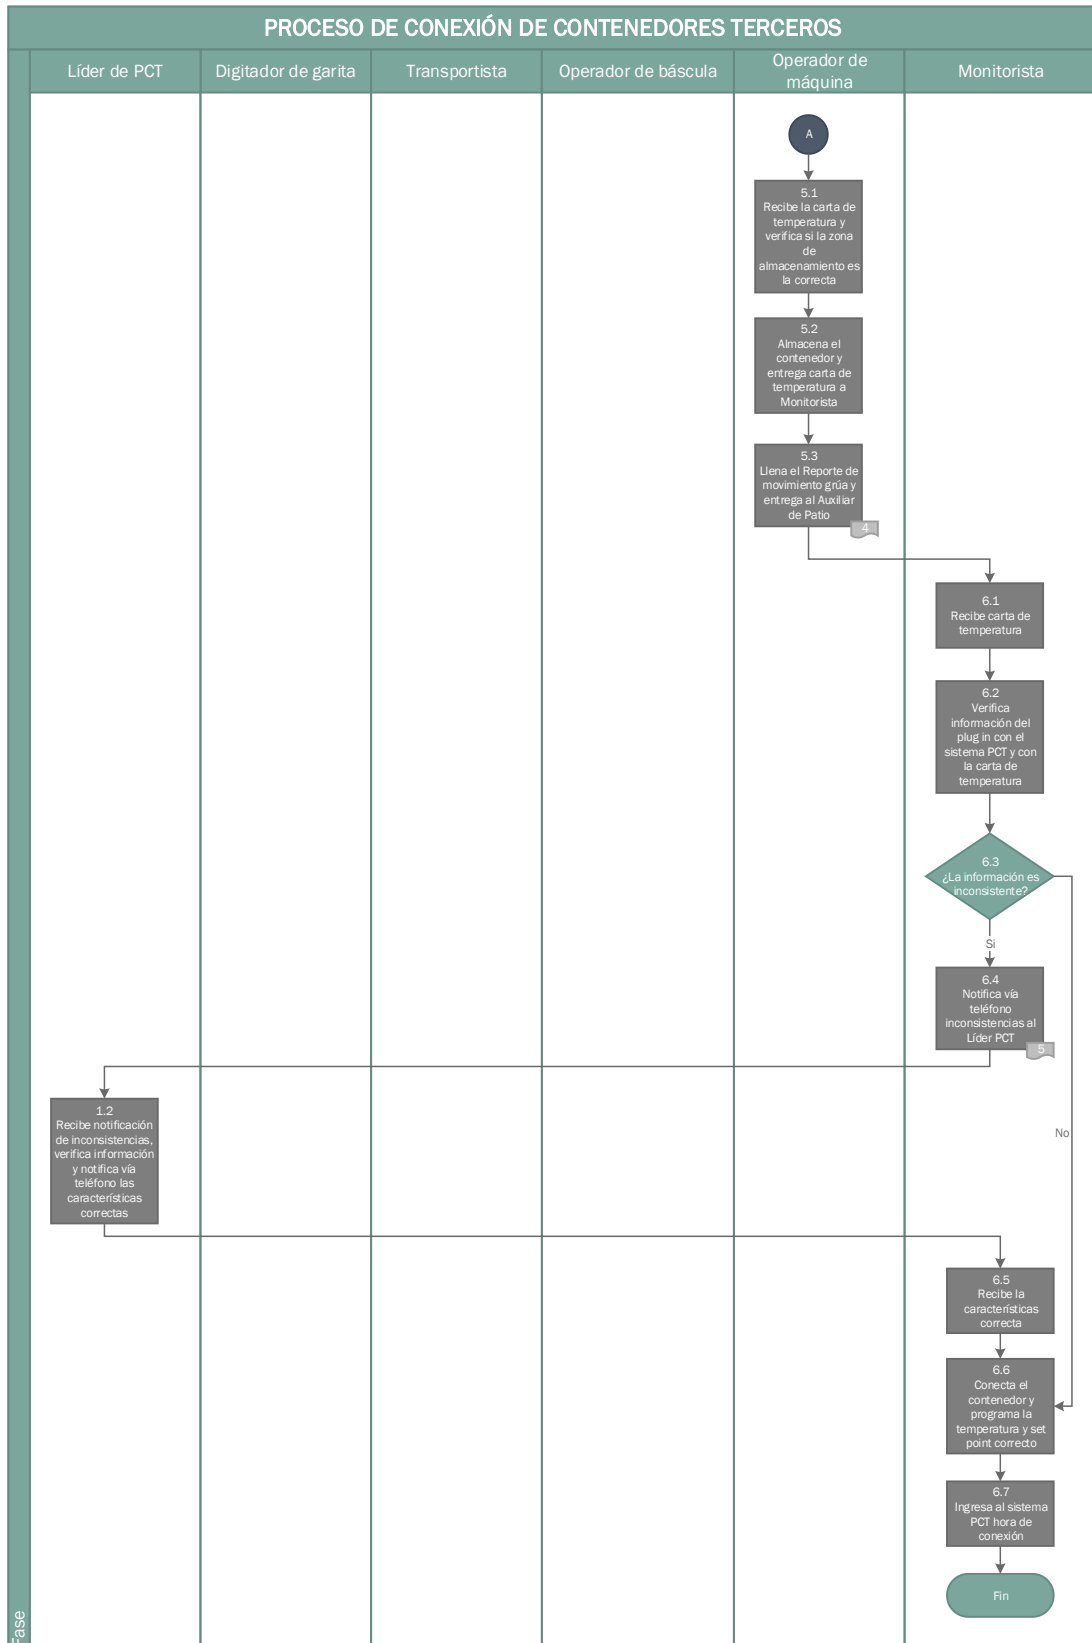 PROCESO DE CONEXIÓN DE CONTENEDORES TERCEROS
Líder de PCT
Digitador de garita
Transportista
Operador de báscula
Operador de
máquina
Monitorista
A
5.1
Recibe la carta de
temperatura y
verifica si la zona
de
almacenamiento es
la correcta
5.2
Almacena el
contenedor y
entrega carta de
temperatura a
Monitorista
5.3
Llena el Reporte de
movimiento grúa y
entrega al Auxiliar
de Patio
4
6.1
Recibe carta de
temperatura
6.2
Verifica
información del
plug in con el
sistema PCT y con
la carta de
temperatura
6.3
¿La información es
inconsistente?
Si
6.4
Notifica vía
teléfono
inconsistencias al
Líder PCT
5
1.2
Recibe notificación
de inconsistencias,
verifica información
y notifica vía
teléfono las
características
correctas
No
6.5
Recibe la
características
correcta
6.6
Conecta el
contenedor y
programa la
temperatura y set
point correcto
6.7
Ingresa al sistema
PCT hora de
conexión
Fin
Fase